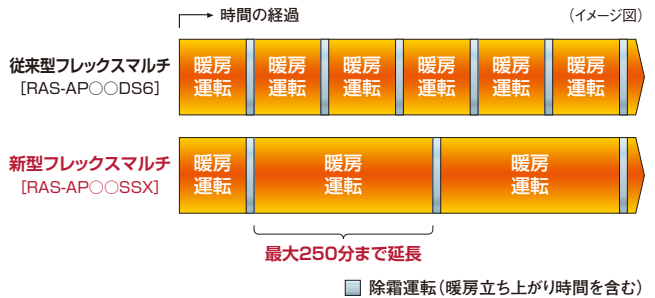 時間の経過
（イメージ図）
従来型フレックスマルチ
[RAS-AP○○DS6]
暖房
運転
暖房
運転
暖房
運転
暖房
運転
暖房
運転
暖房
運転
新型フレックスマルチ
[RAS-AP○○SSX]
暖房
運転
暖房
運転
暖房
運転
最大250分まで延長
除霜運転（暖房立ち上がり時間を含む）